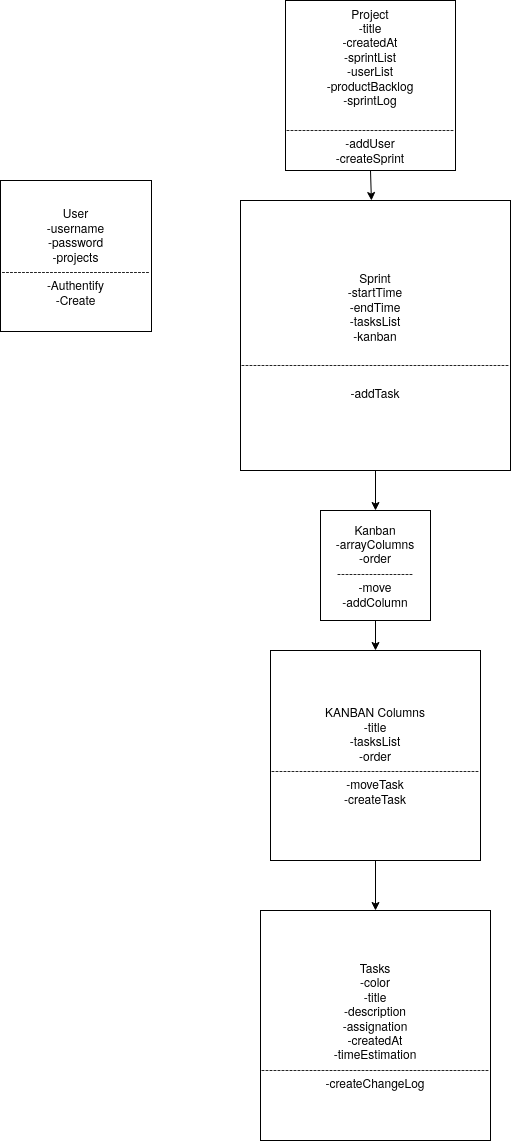 Project
-title
-createdAt
-sprintList
-userList
-productBacklog
-sprintLog
-addUser
-createSprint
User
-username
-password
-projects
-Authentify
-Create
Sprint
-startTime
-endTime
-tasksList
-kanban
-addTask
Kanban
-arrayColumns
-order
-move
-addColumn
KANBAN Columns
-title
-tasksList
-order
-moveTask
-createTask
Tasks
-color
-title
-description
-assignation
-createdAt
-timeEstimation
-createChangeLog